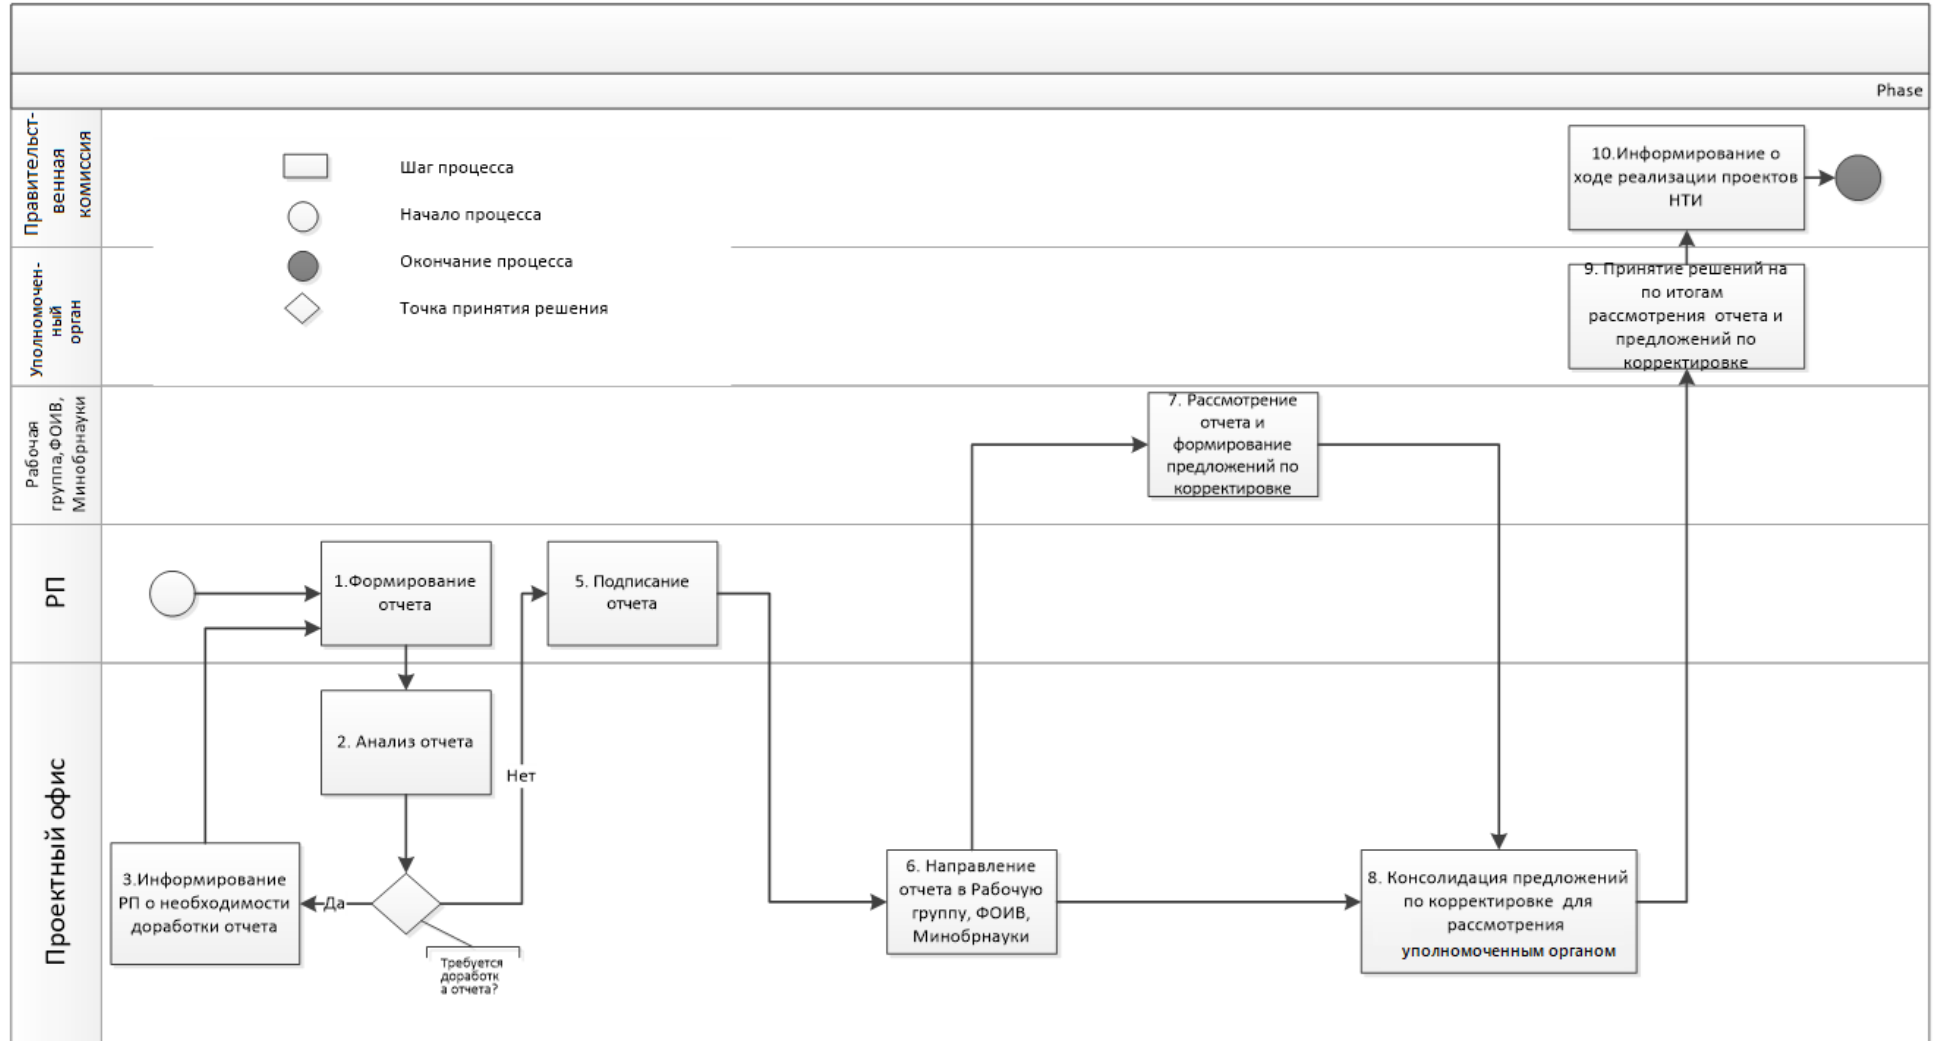 Phase
Правительст-
венная
комиссия
Шаг процесса
Начало процесса
Окончание процесса
Точка принятия решения
10.Информирование о
ходе реализации проектов
НТИ
Уполномочен-
ный
орган
9. Принятие решений на
по итогам
рассмотрения отчета и
предложений по
корректировке
Рабочая
группа,ФОИВ,
Минобрнауки
7. Рассмотрение
отчета и
формирование
предложений по
корректировке
РП
1.Формирование
отчета
5. Подписание
отчета
Проектный офис
2. Анализ отчета
Нет
3.Информирование
РП о необходимости
доработки отчета
Да
Требуется
доработк
а отчета?
6. Направление
отчета в Рабочую
группу, ФОИВ,
Минобрнауки
8. Консолидация предложений
по корректировке для
рассмотрения
уполномоченным органом